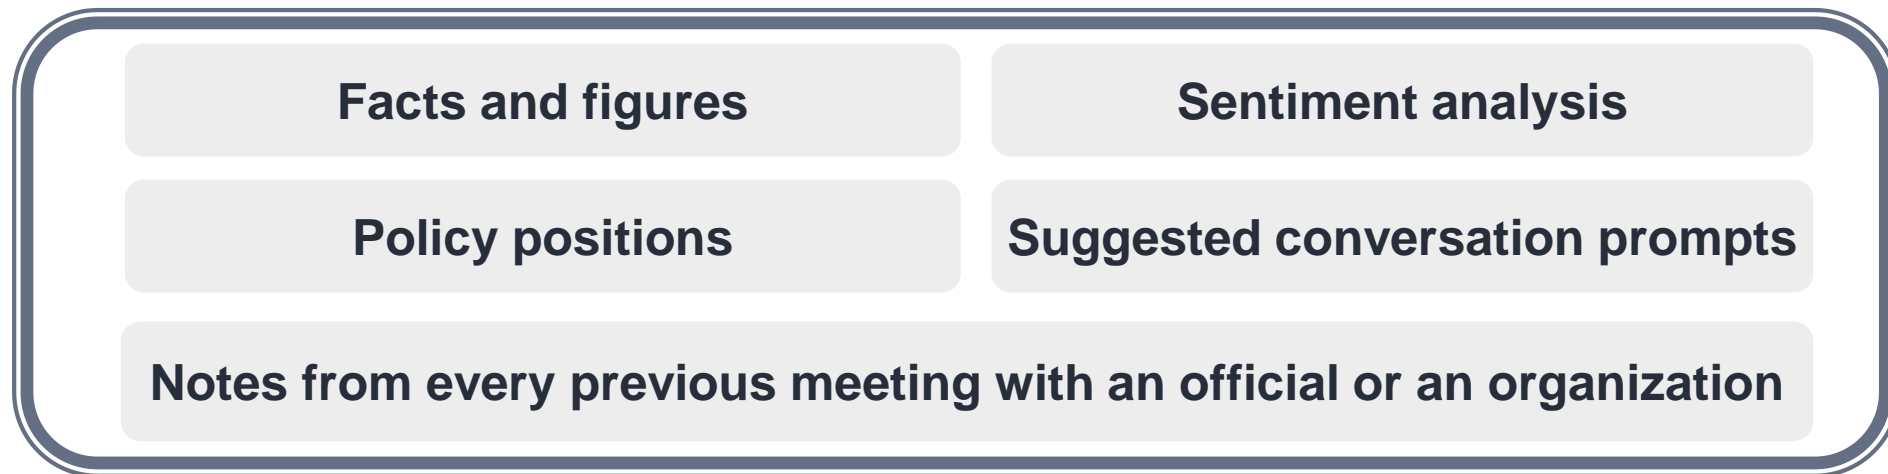 Facts and figures
Sentiment analysis
Policy positions
Suggested conversation prompts
Notes from every previous meeting with an official or an organization